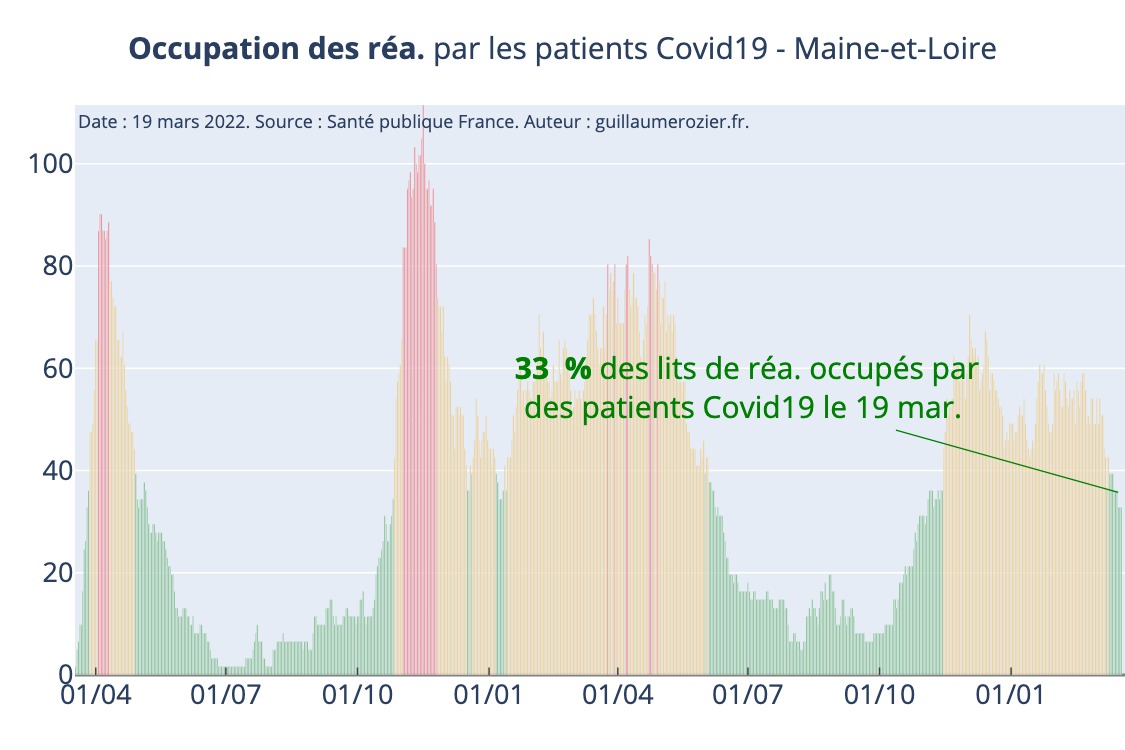 Occupation des réa. par les patients Covid19 - Maine-et-Loire
Date : 19 mars 2022. Source : Santé publique France. Auteur : guillaumerozier.fr.
100
80
60
40
20
0
33 % des lits de réa. occupés par
des patients Covid19 le 19 mar.
01/04 01/07 01/10 01/01 01/04 01/07 01/10 01/01